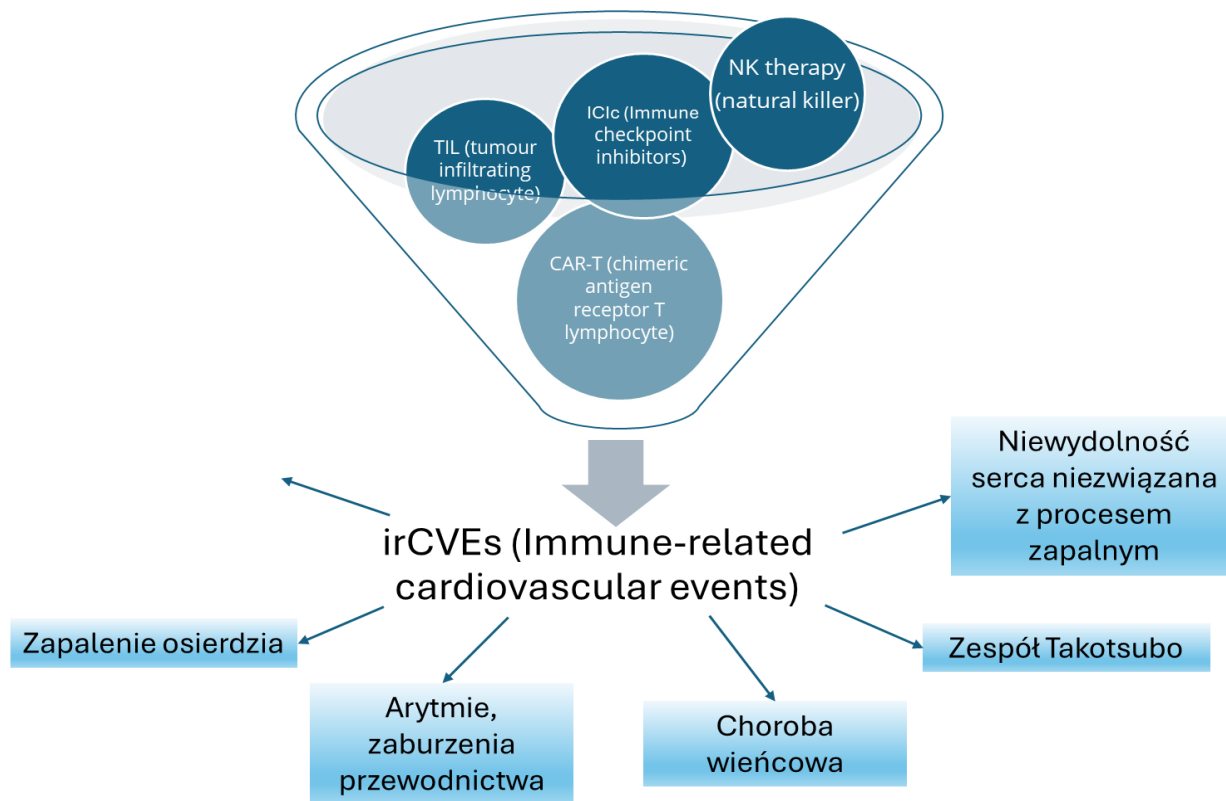 NK therapy
(natural killer)
ICIc (Immune
checkpoint
inhibitors)
TIL (tumour
infiltrating
lymphocyte)
CAR-T (chimeric
antigen
receptor T
lymphocyte)
irCVEs (Immune-related
cardiovascular events)
Niewydolność
serca niezwiązana
z procesem
zapalnym
Zapalenie osierdzia
Zespół Takotsubo
Arytmie,
zaburzenia
przewodnictwa
Choroba
wieńcowa